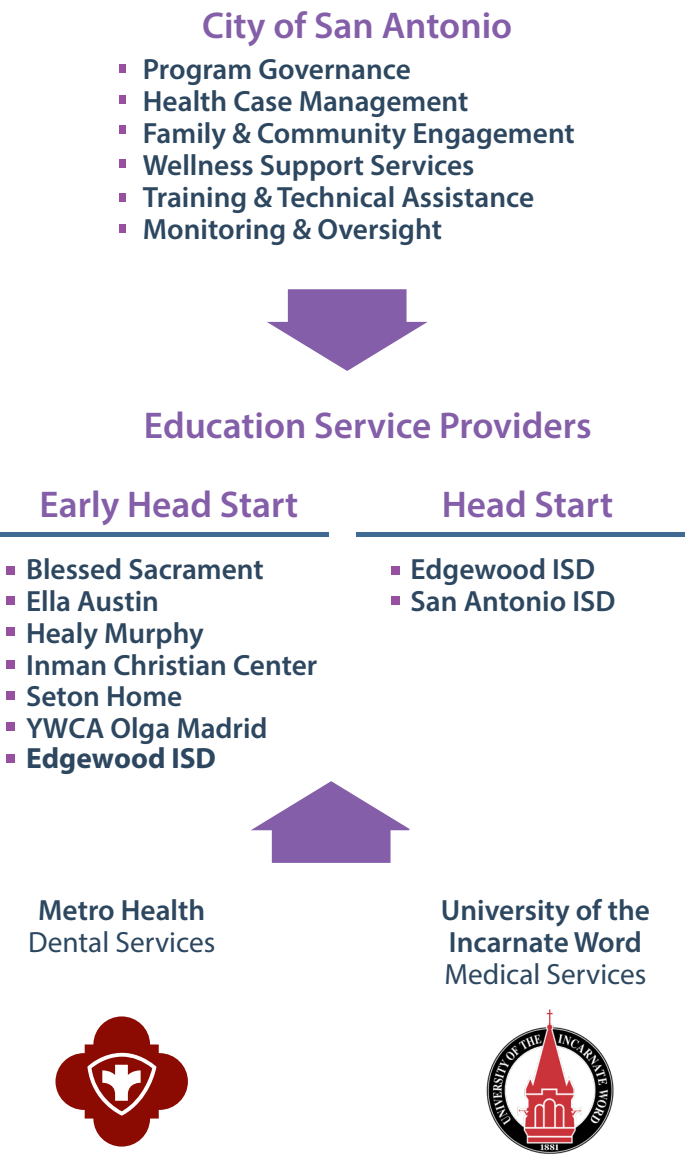 City of San Antonio
Program Governance
Health Case Management
Family & Community Engagement
Wellness Support Services
Training & Technical Assistance
Monitoring & Oversight
Education Service Providers
Early Head Start
Blessed Sacrament
Ella Austin
Healy Murphy
Inman Christian Center
Seton Home
YWCA Olga Madrid
Edgewood ISD
Head Start
Edgewood ISD
San Antonio ISD
Metro Health
Dental Services
University of the
Incarnate Word
Medical Services
UNIVERSITY OF THE INCARNATE WORD
1881